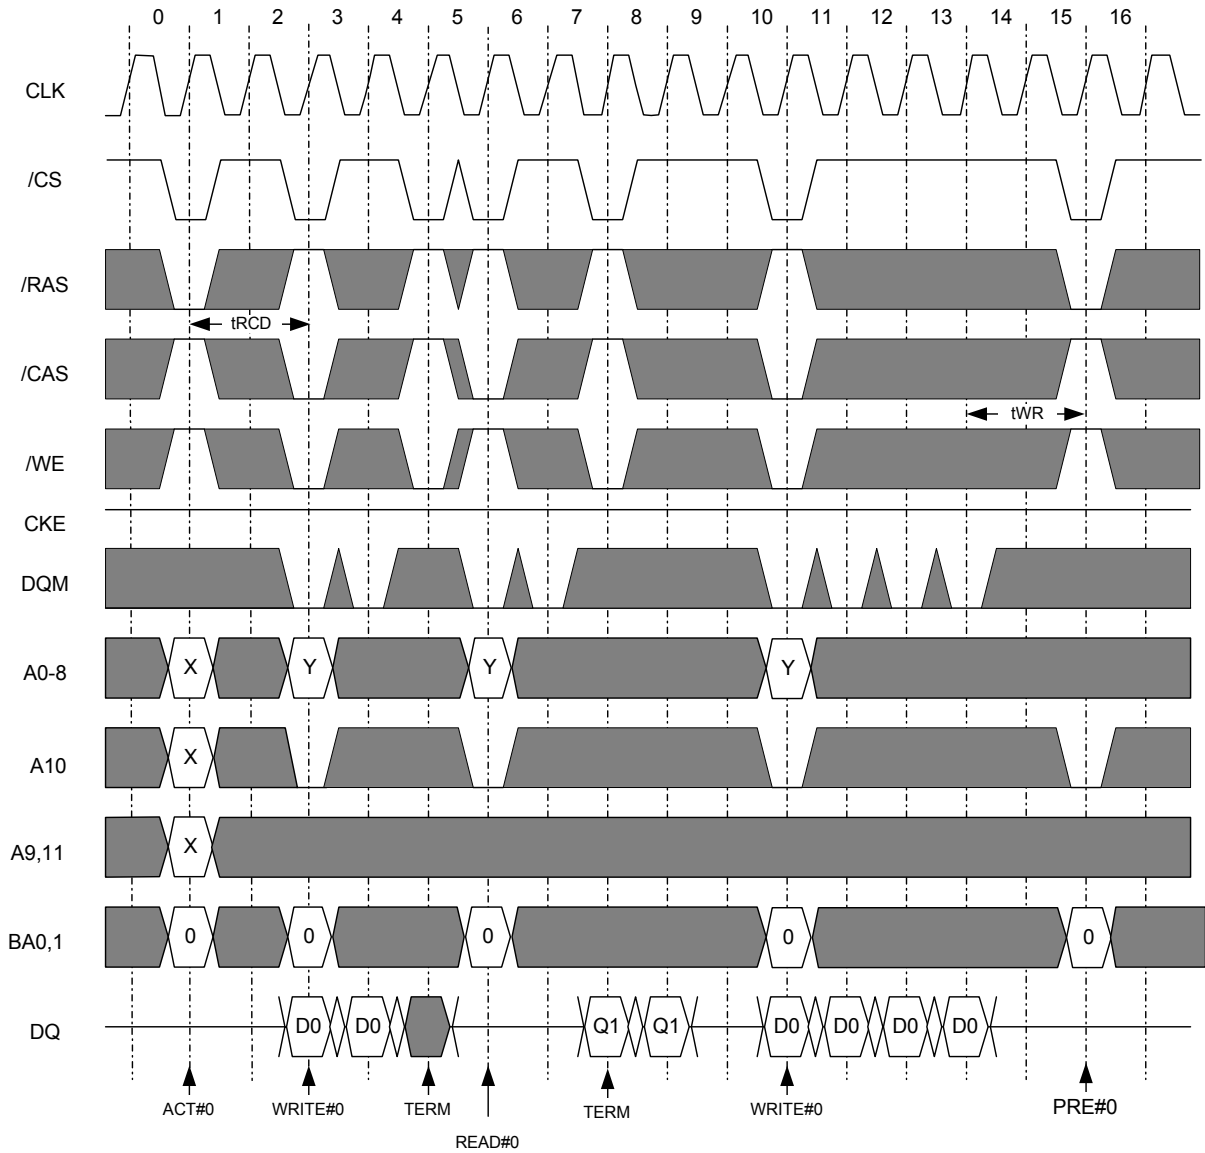 0 1 2 3 4 5 6 7 8 9 10 11 12 13 14 15 16
CLK
/CS
/RAS
tRCD
/CAS
tWR
/WE
CKE
DQM
A0-8 X Y Y Y
A10 X
A9,11 X
BA0,1 0 0 0 0 0
DQ D0 D0 Q1 Q1 D0 D0 D0 D0
ACT#0 WRITE#0 TERM TERM WRITE#0 PRE#0
READ#0